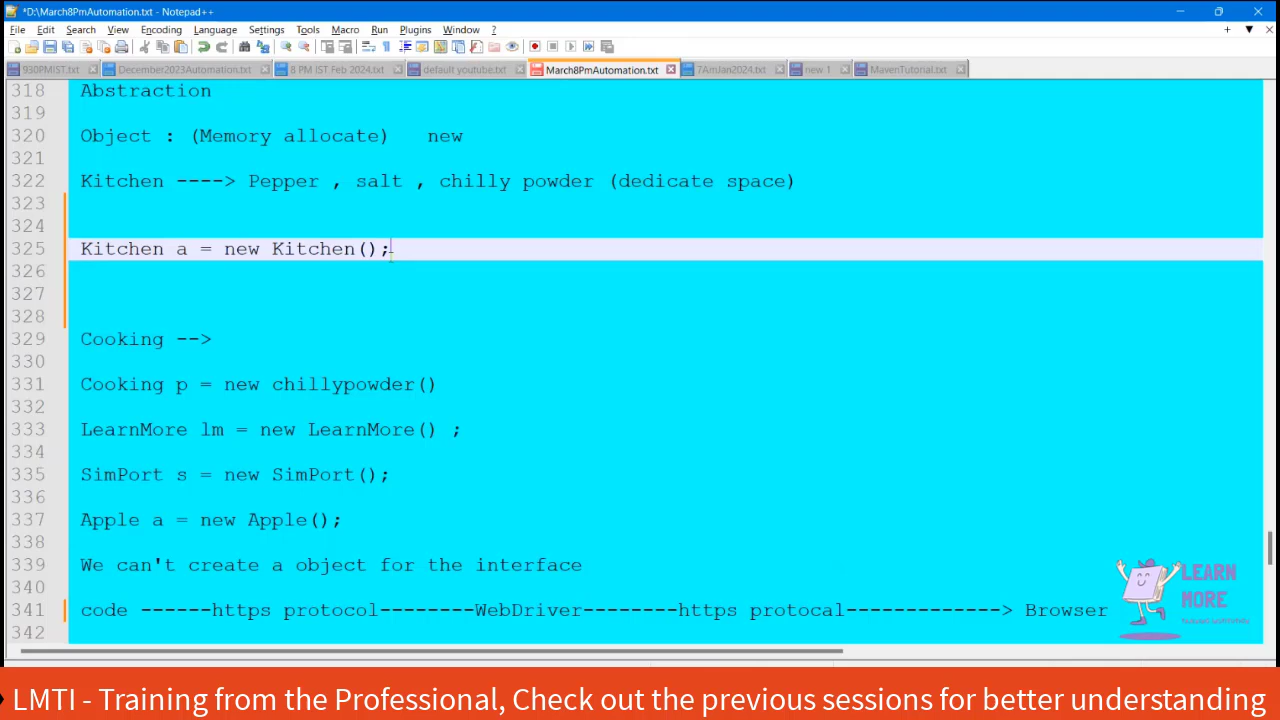 *D:\March8PmAutomation.txt - Notepad++
File Edit Search View Encoding Language Settings Tools Macro Run Plugins Window ?
930PMIST.txt December2023Automation.txt 8 PM IST Feb 2024.txt default youtube.txt March8PmAutomation.txt 7AmJan2024.txt new 1 MavenTutorial.txt
318 Abstraction
319
320 Object : (Memory allocate) new
321
322 Kitchen ----> Pepper , salt , chilly powder (dedicate space)
323
324
325 Kitchen a = new Kitchen();
326
327
328
329 Cooking -->
330
331 Cooking p = new chillypowder()
332
333 LearnMore lm = new LearnMore() ;
334
335 SimPort s = new SimPort();
336
337 Apple a = new Apple();
338
339 We can't create a object for the interface
340
341 code ------https protocol--------WebDriver--------https protocal-------------> Browser
342
LEARN
MORE
LMTI - Training from the Professional, Check out the previous sessions for better understanding